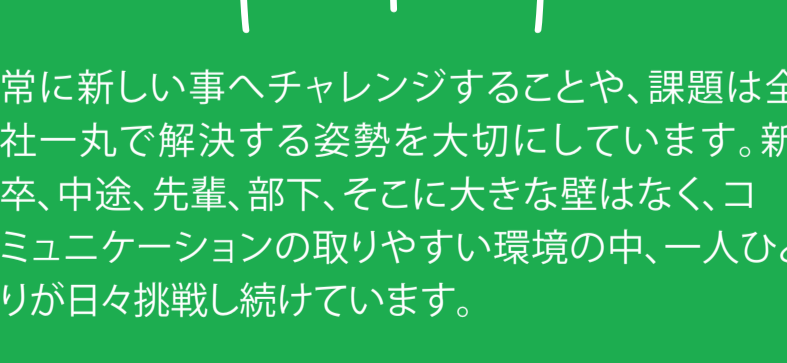 常に新しい事へチャレンジすることや、課題は全
社一丸で解決する姿勢を大切にしています。新
卒、中途、先輩、部下、そこに大きな壁はなく、コ
ミュニケーションの取りやすい環境の中、一人ひと
りが日々挑戦し続けています。